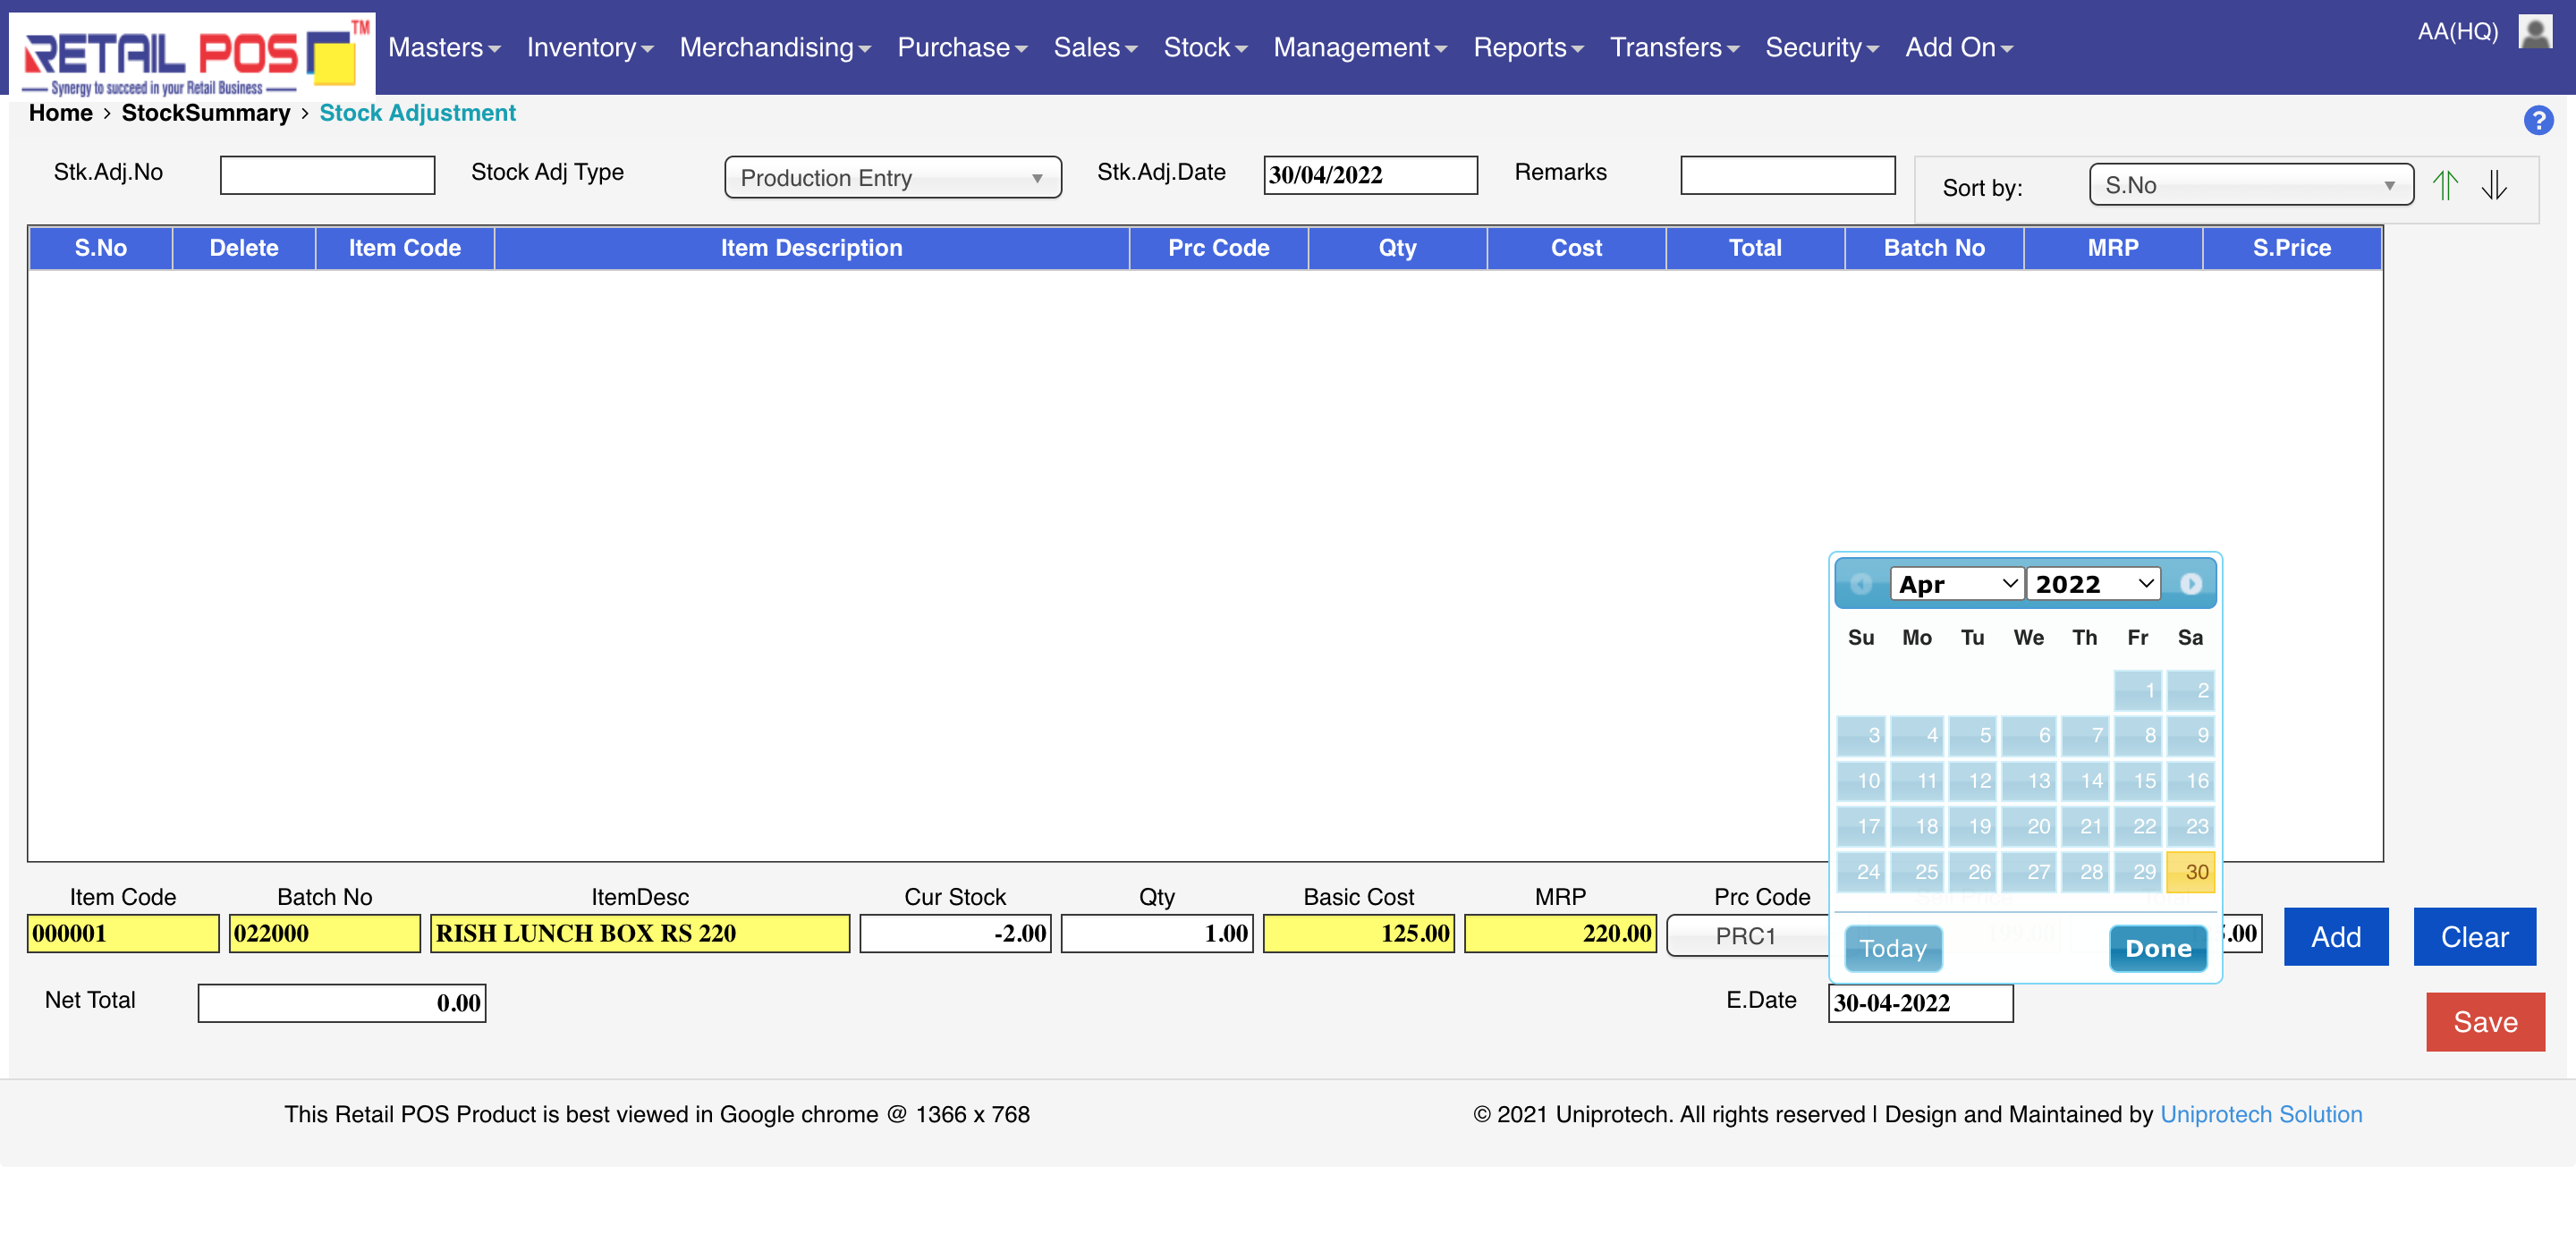 RETAIL POS TM
Synergy to succeed in your Retail Business
Masters Inventory Merchandising Purchase Sales Stock Management Reports Transfers Security Add On AA(HQ)
Home › StockSummary › Stock Adjustment ?
Stk.Adj.No Stock Adj Type Production Entry Stk.Adj.Date 30/04/2022 Remarks Sort by: S.No
S.No Delete Item Code Item Description Prc Code Qty Cost Total Batch No MRP S.Price
Apr 2022
Su Mo Tu We Th Fr Sa
1 2
3 4 5 6 7 8 9
10 11 12 13 14 15 16
17 18 19 20 21 22 23
24 25 26 27 28 29 30
Today Done
Item Code Batch No ItemDesc Cur Stock Qty Basic Cost MRP Prc Code
000001 022000 RISH LUNCH BOX RS 220 -2.00 1.00 125.00 220.00 PRC1 .00 Add Clear
Net Total 0.00 E.Date 30-04-2022
Save
This Retail POS Product is best viewed in Google chrome @ 1366 x 768
© 2021 Uniprotech. All rights reserved | Design and Maintained by Uniprotech Solution